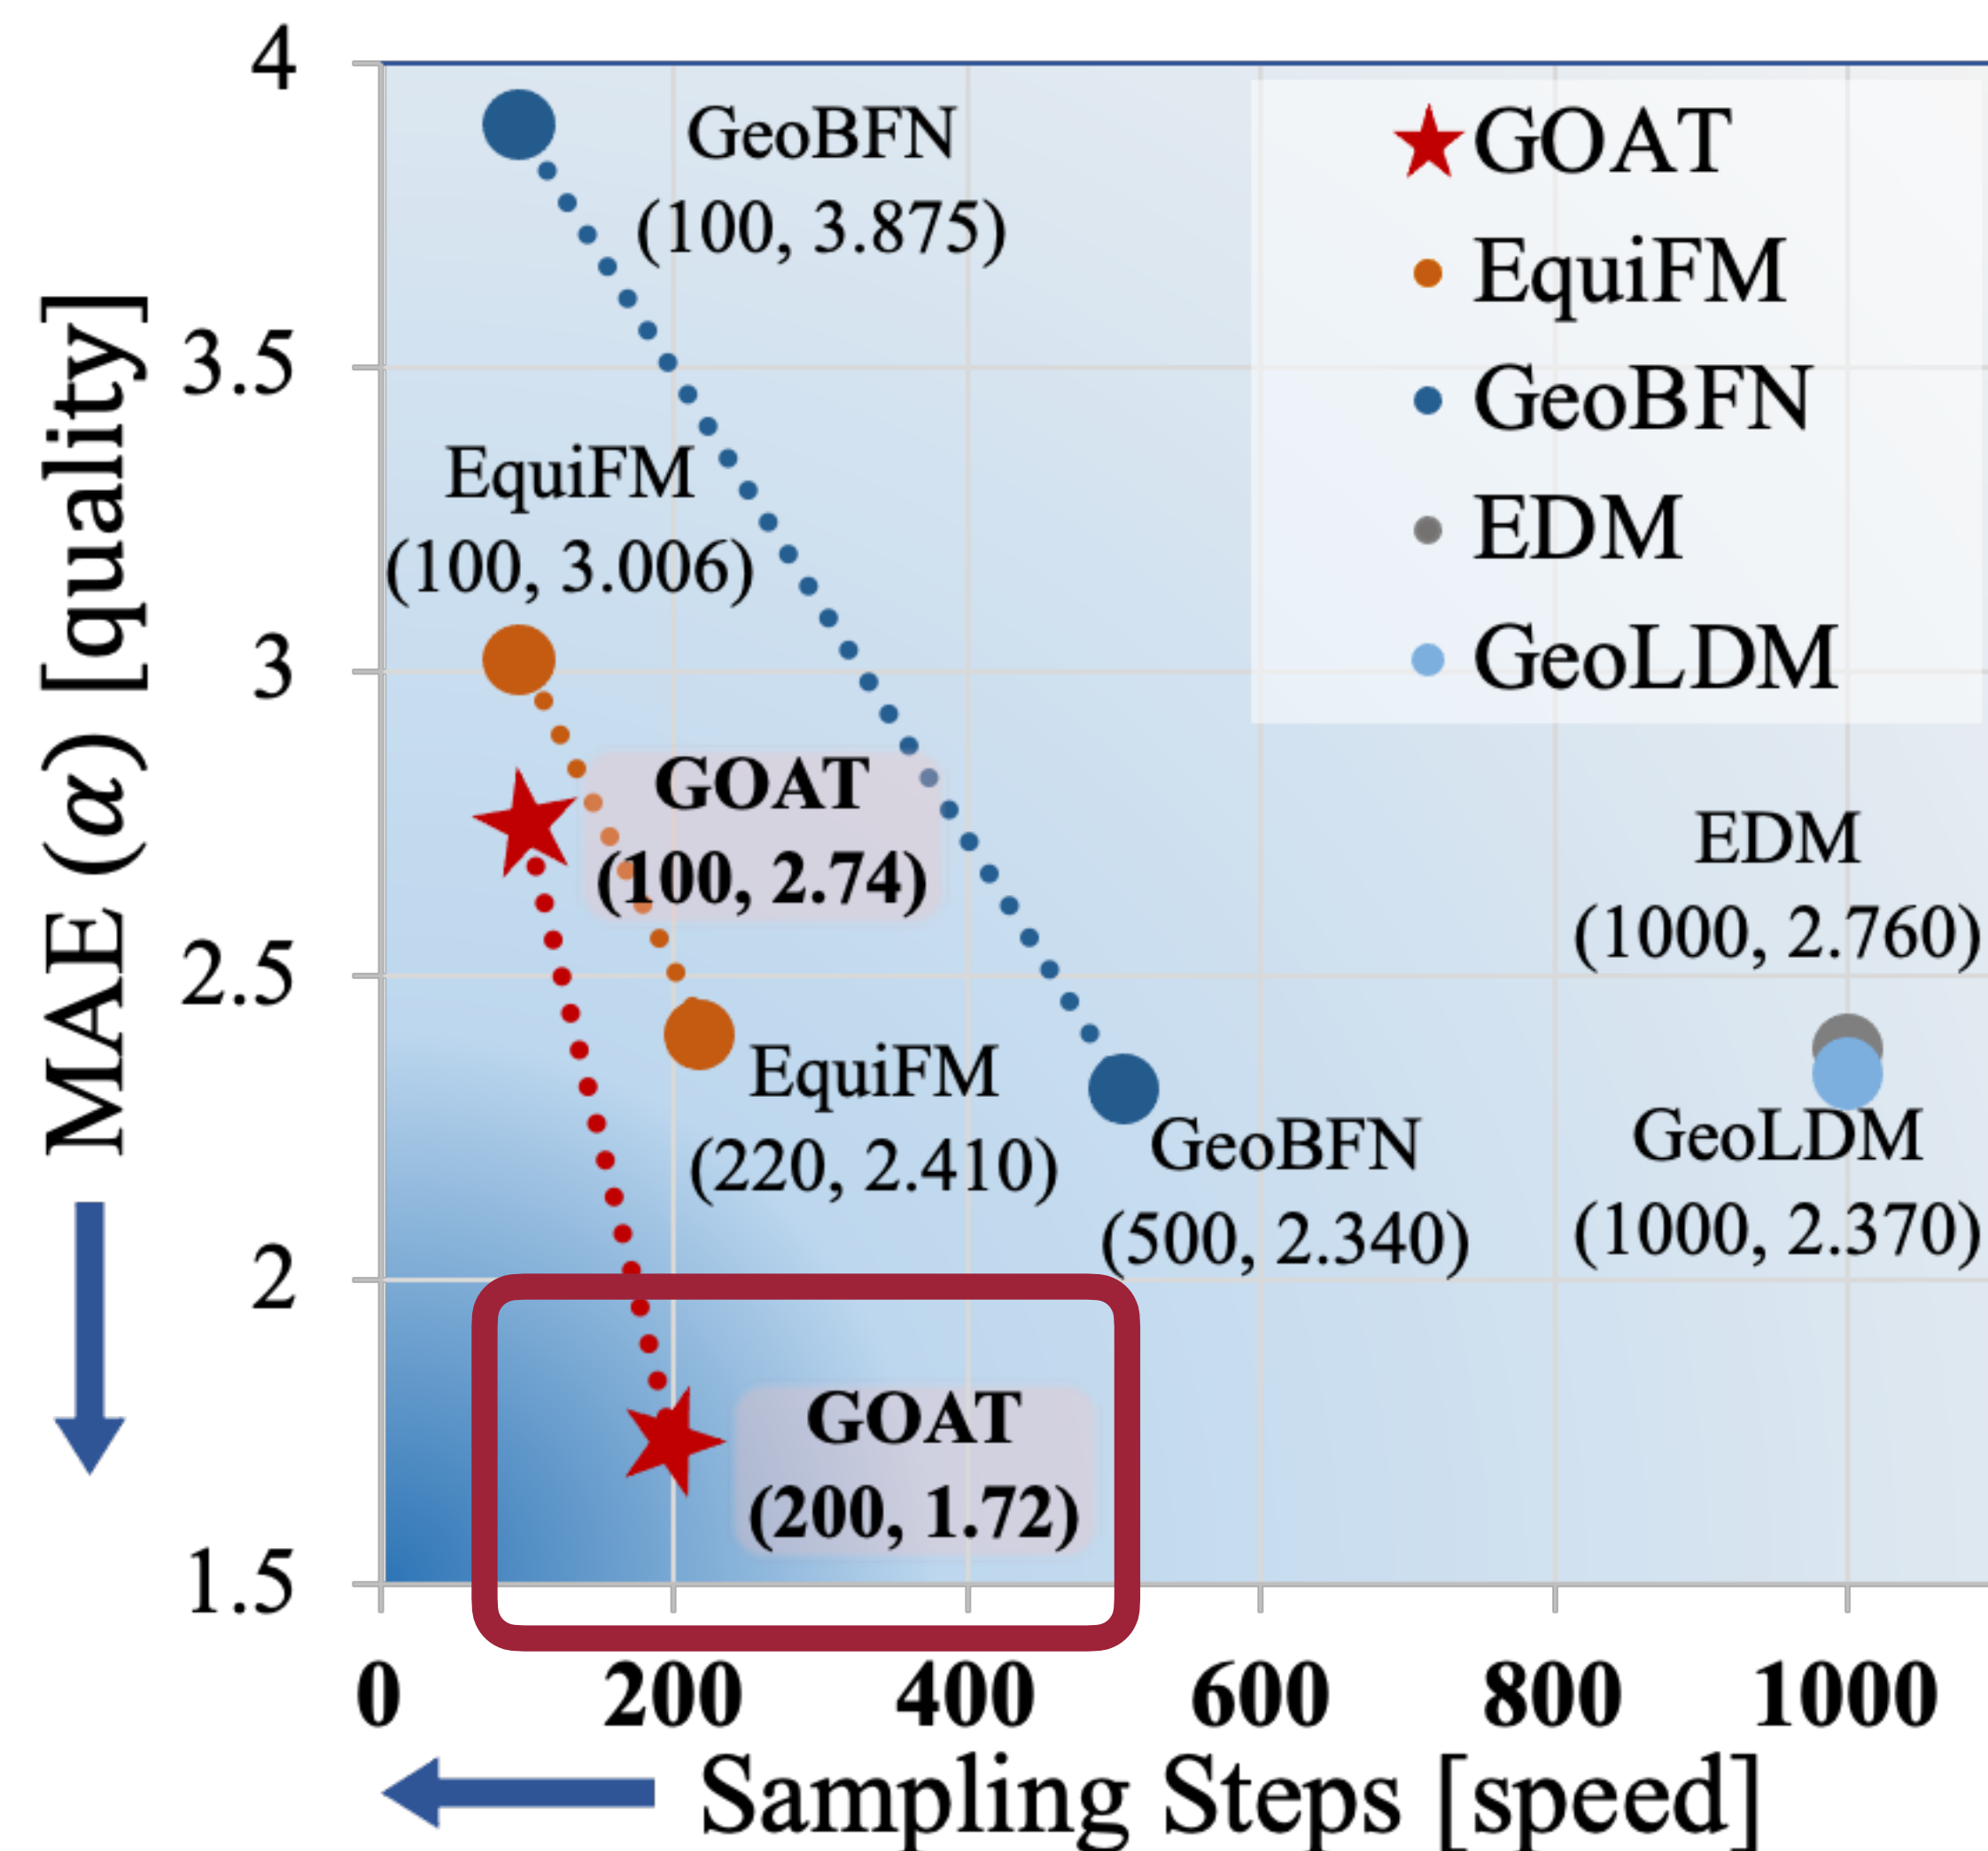 MAE (α) [quality]
4
3.5
3
2.5
2
1.5
GeoBFN
(100, 3.875)
EquiFM
(100, 3.006)
GOAT
(100, 2.74)
EquiFM
(220, 2.410)
GeoBFN
(500, 2.340)
EDM
(1000, 2.760)
GeoLDM
(1000, 2.370)
GOAT
(200, 1.72)
GOAT
EquiFM
GeoBFN
EDM
GeoLDM
0 200 400 600 800 1000
Sampling Steps [speed]